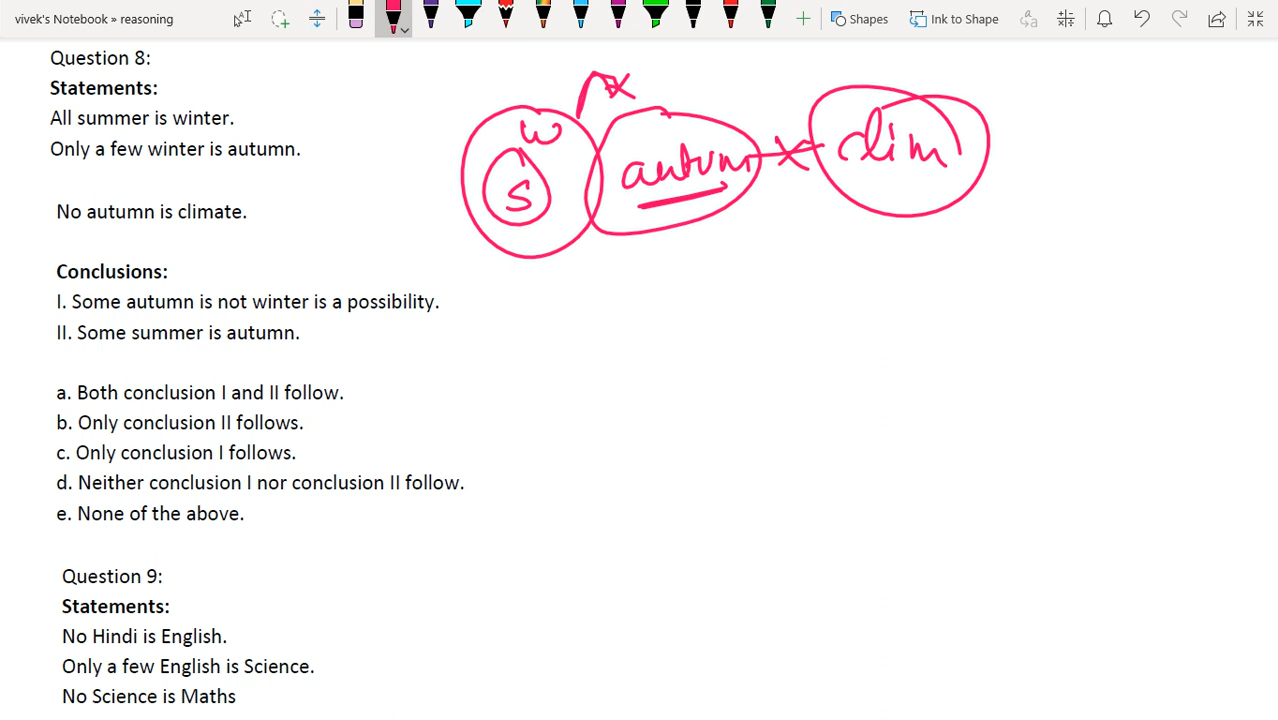 vivek's Notebook » reasoning
Shapes
Ink to Shape
Question 8:
Statements:
All summer is winter.
Only a few winter is autumn.
No autumn is climate.
w
S
autum
clim
Conclusions:
I. Some autumn is not winter is a possibility.
II. Some summer is autumn.
a. Both conclusion I and II follow.
b. Only conclusion II follows.
c. Only conclusion I follows.
d. Neither conclusion I nor conclusion II follow.
e. None of the above.
Question 9:
Statements:
No Hindi is English.
Only a few English is Science.
No Science is Maths